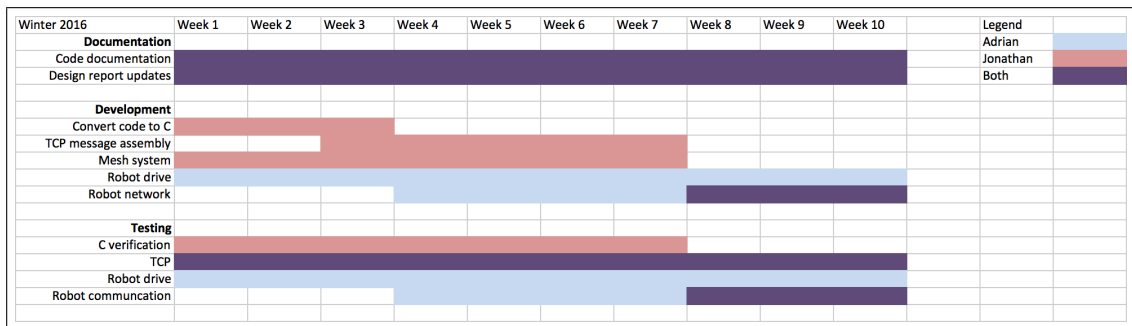 Winter 2016 Week 1 Week 2 Week 3 Week 4 Week 5 Week 6 Week 7 Week 8 Week 9 Week 10 Legend
Documentation Adrian
Code documentation Jonathan
Design report updates Both
Development
Convert code to C
TCP message assembly
Mesh system
Robot drive
Robot network
Testing
C verification
TCP
Robot drive
Robot communcation